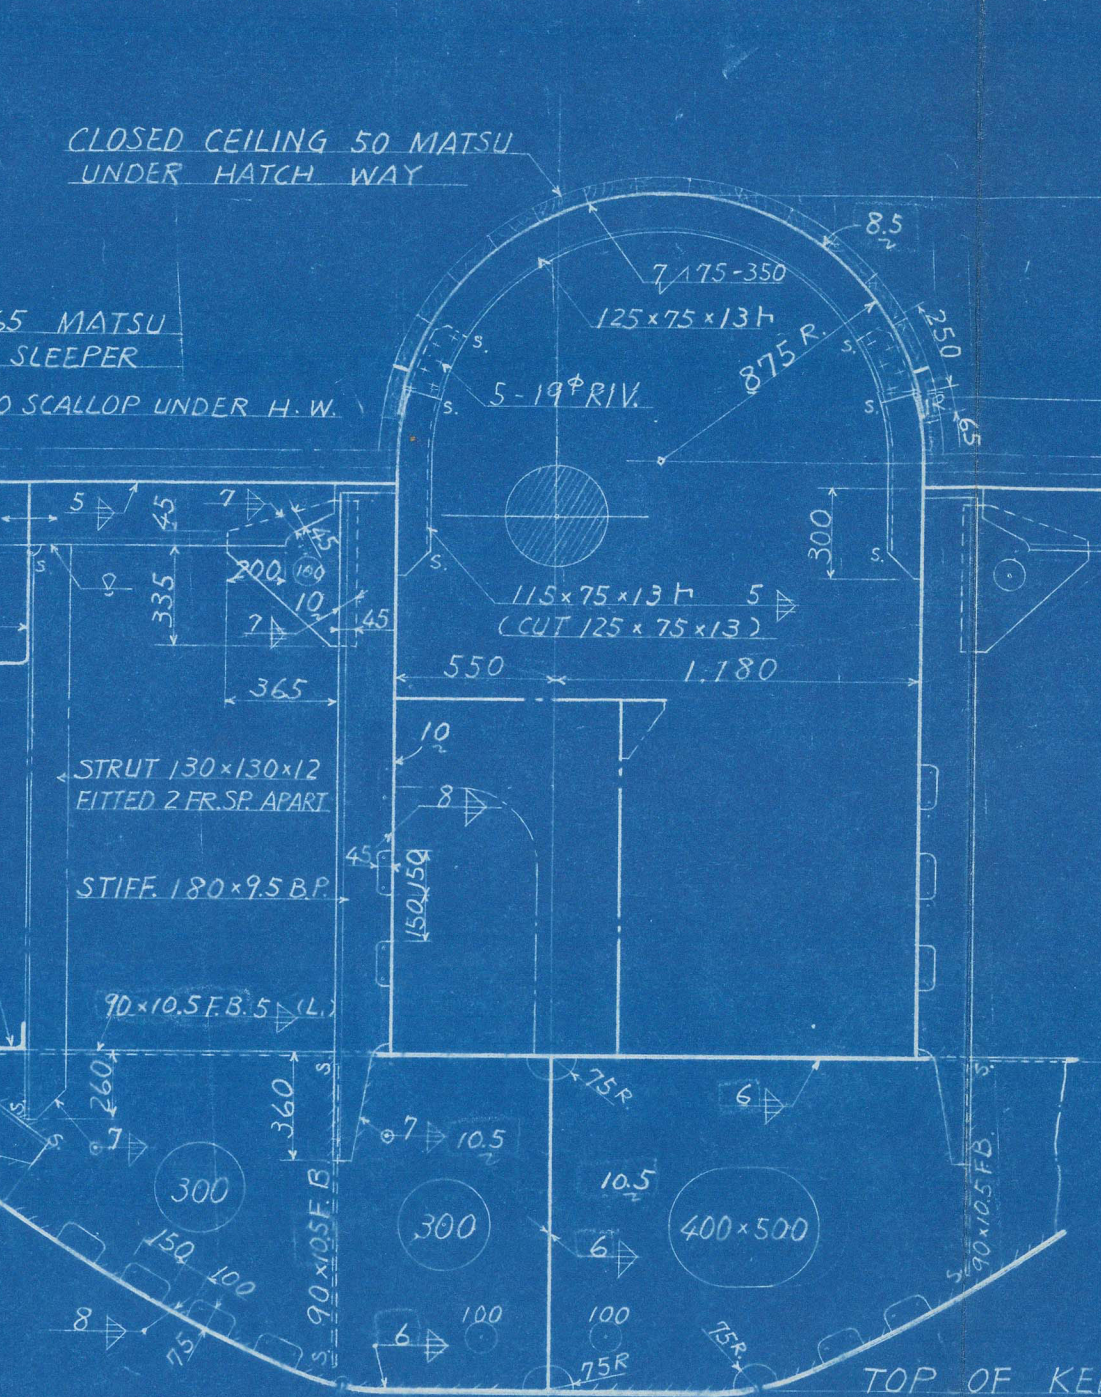 CLOSED CEILING 50 MATSU
UNDER HATCH WAY
8.5
7 75-350
125×75×13
65 MATSU
SLEEPER
250
875 R.
S.
S.
5-19φ RIV.
SCALLOP UNDER H.W.
S.
S.
R.
65
5
45
7
45
300
S.
200
100
S.
S.
335
10
7
45
115×75×13 5
(CUT 125×75×13)
365
550
1.180
10
STRUT 130×130×12
FITTED 2 FR.SP. APART
8
45
150
150
STIFF. 180×9.5 B.P.
90×10.5 F.B. 5 (L.)
260
360
S.
75R.
6
S.
S.
S.
7
7
10.5
10.5
300
300
400×500
90×10.5 F.B
90×10.5 F.B.
6
150
100
8
75
6
100
100
75R.
75R
S.
S.
TOP OF KE